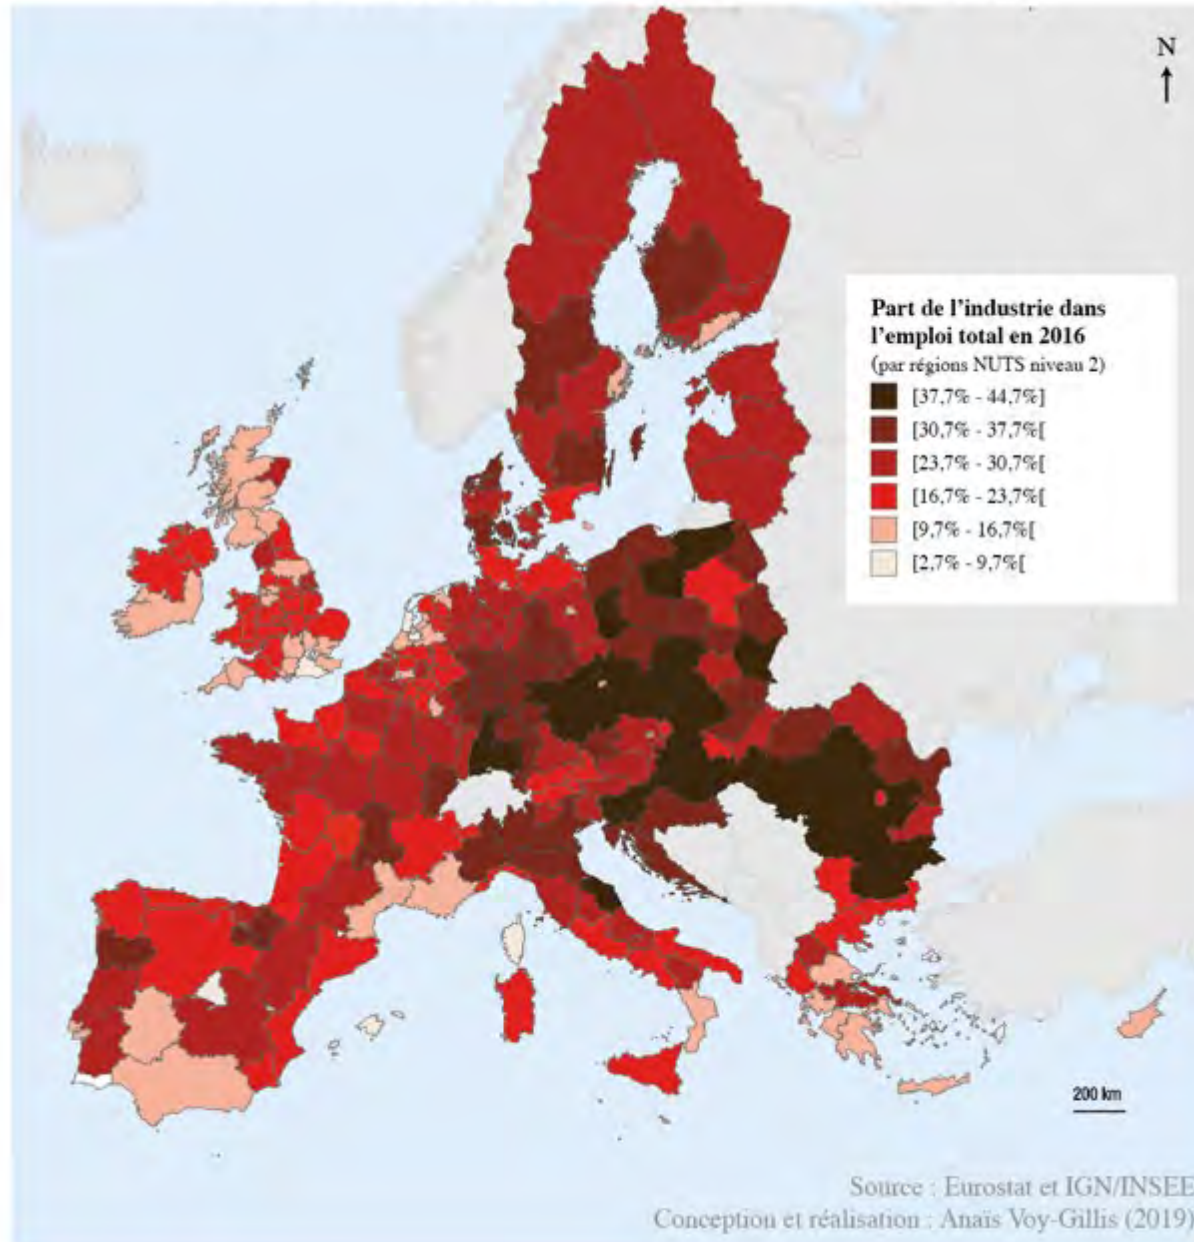 N
Part de l'industrie dans
l'emploi total en 2016
(par régions NUTS niveau 2)
[37,7% - 44,7%]
[30,7% - 37,7%[
[23,7% - 30,7%[
[16,7% - 23,7%[
[9,7% - 16,7%[
[2,7% - 9,7%[
200 km
Source : Eurostat et IGN/INSEE
Conception et réalisation : Anaïs Voy-Gillis (2019)